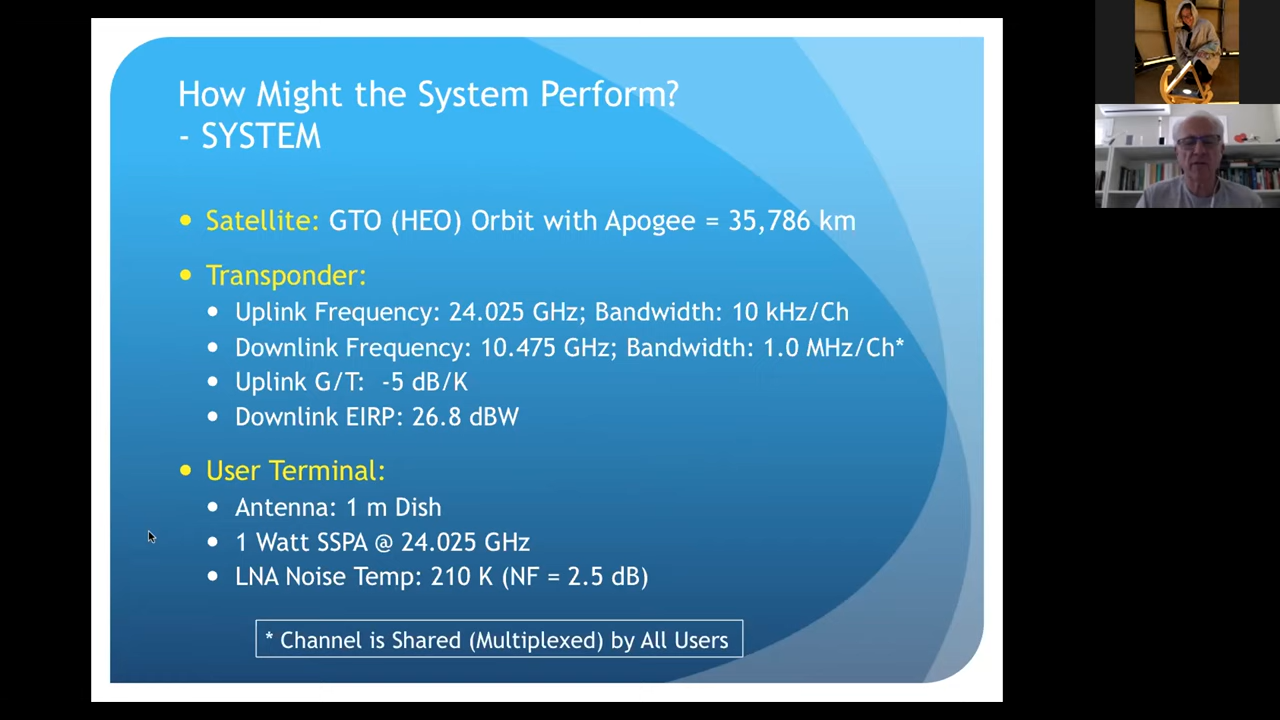 How Might the System Perform?
- SYSTEM
• Satellite: GTO (HEO) Orbit with Apogee = 35,786 km
• Transponder:
• Uplink Frequency: 24.025 GHz; Bandwidth: 10 kHz/Ch
• Downlink Frequency: 10.475 GHz; Bandwidth: 1.0 MHz/Ch*
• Uplink G/T: -5 dB/K
• Downlink EIRP: 26.8 dBW
• User Terminal:
• Antenna: 1 m Dish
• 1 Watt SSPA @ 24.025 GHz
• LNA Noise Temp: 210 K (NF = 2.5 dB)
* Channel is Shared (Multiplexed) by All Users